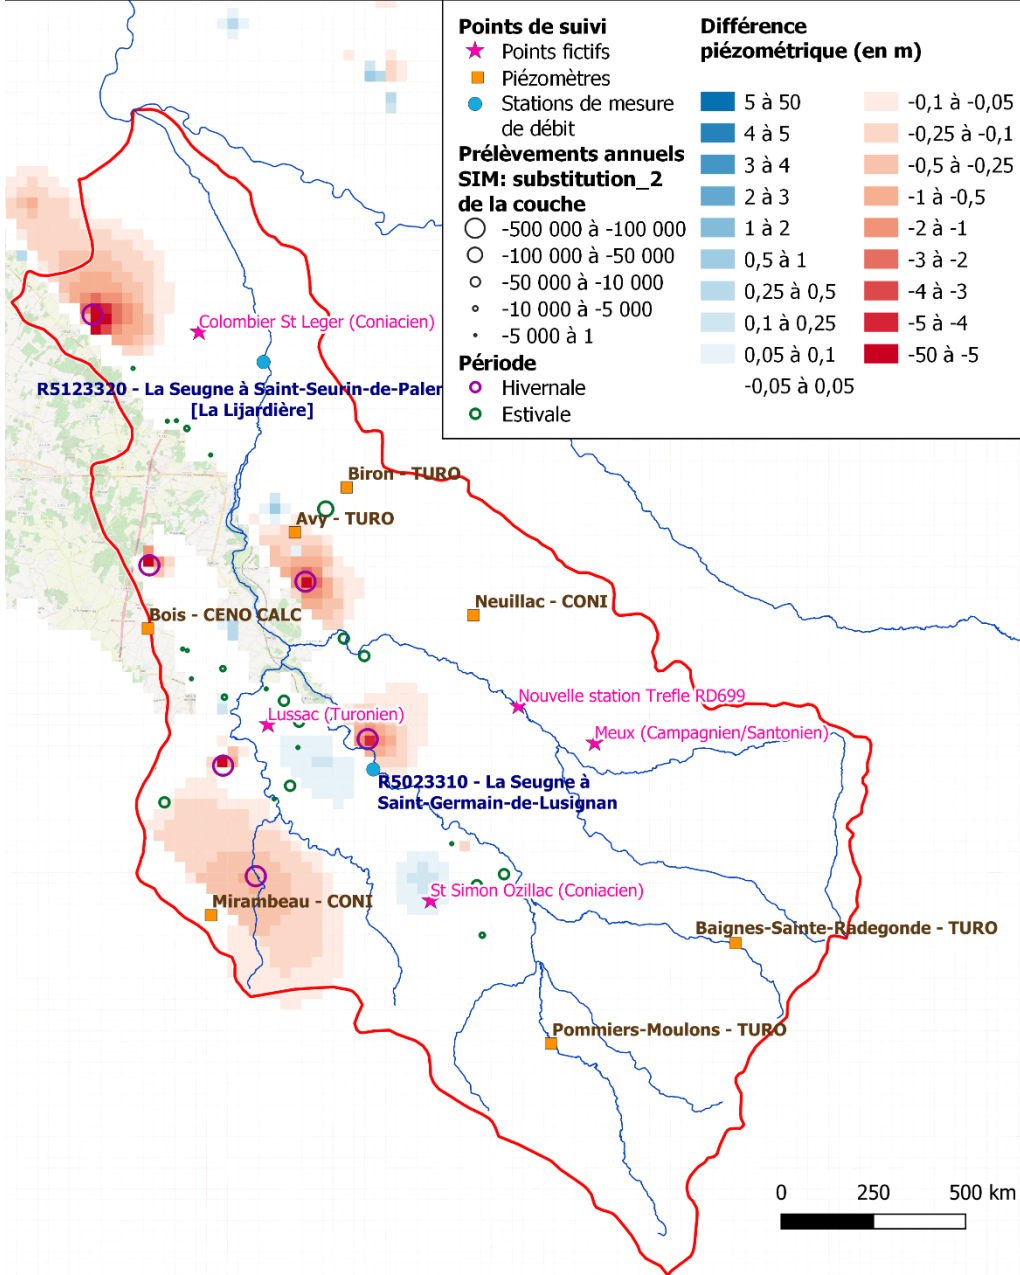 Points de suivi
Points fictifs
Piézomètres
Stations de mesure
de débit
Prélèvements annuels
SIM: substitution_2
de la couche
-500 000 à -100 000
-100 000 à -50 000
-50 000 à -10 000
-10 000 à -5 000
-5 000 à 1
Période
Hivernale
Estivale
Différence
piézométrique (en m)
5 à 50
4 à 5
3 à 4
2 à 3
1 à 2
0,5 à 1
0,25 à 0,5
0,1 à 0,25
0,05 à 0,1
-0,05 à 0,05
-0,1 à -0,05
-0,25 à -0,1
-0,5 à -0,25
-1 à -0,5
-2 à -1
-3 à -2
-4 à -3
-5 à -4
-50 à -5
Colombier St Leger (Coniacien)
R5123320 - La Seugne à Saint-Seurin-de-Paler
[La Lijardière]
Biron - TURO
Avy - TURO
Neuillac - CONI
Bois - CENO CALC
Nouvelle station Trefle RD699
Lussac (Turonien)
Meux (Campagnien/Santonien)
R5023310 - La Seugne à
Saint-Germain-de-Lusignan
St Simon Ozillac (Coniacien)
Mirambeau - CONI
Baignes-Sainte-Radegonde - TURO
Pommiers-Moulons - TURO
0 250 500 km